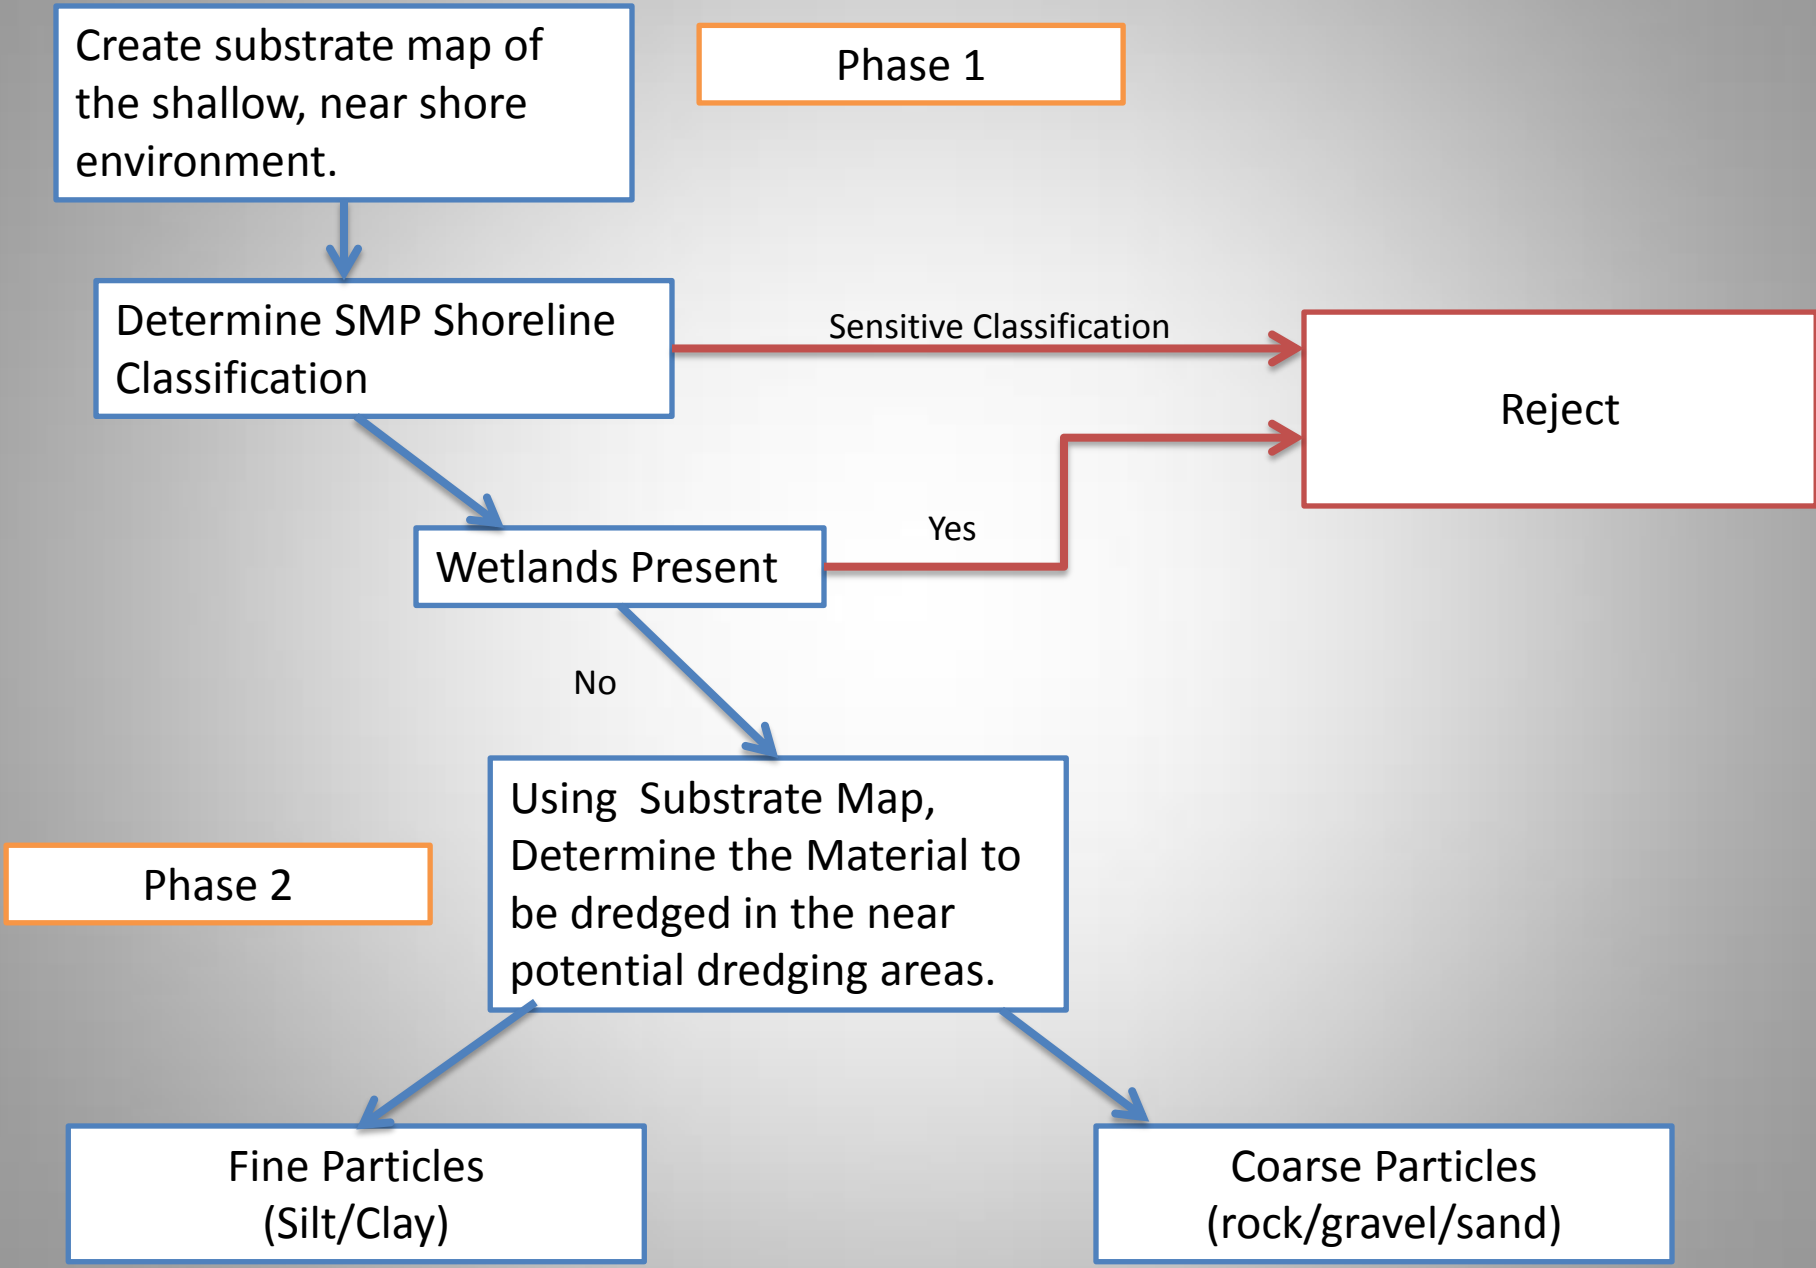 Create substrate map of
the shallow, near shore
environment.
Phase 1
Determine SMP Shoreline
Classification
Sensitive Classification
Reject
Yes
Wetlands Present
No
Using  Substrate Map,
Determine the Material to
be dredged in the near
potential dredging areas.
Phase 2
Fine Particles
(Silt/Clay)
Coarse Particles
(rock/gravel/sand)